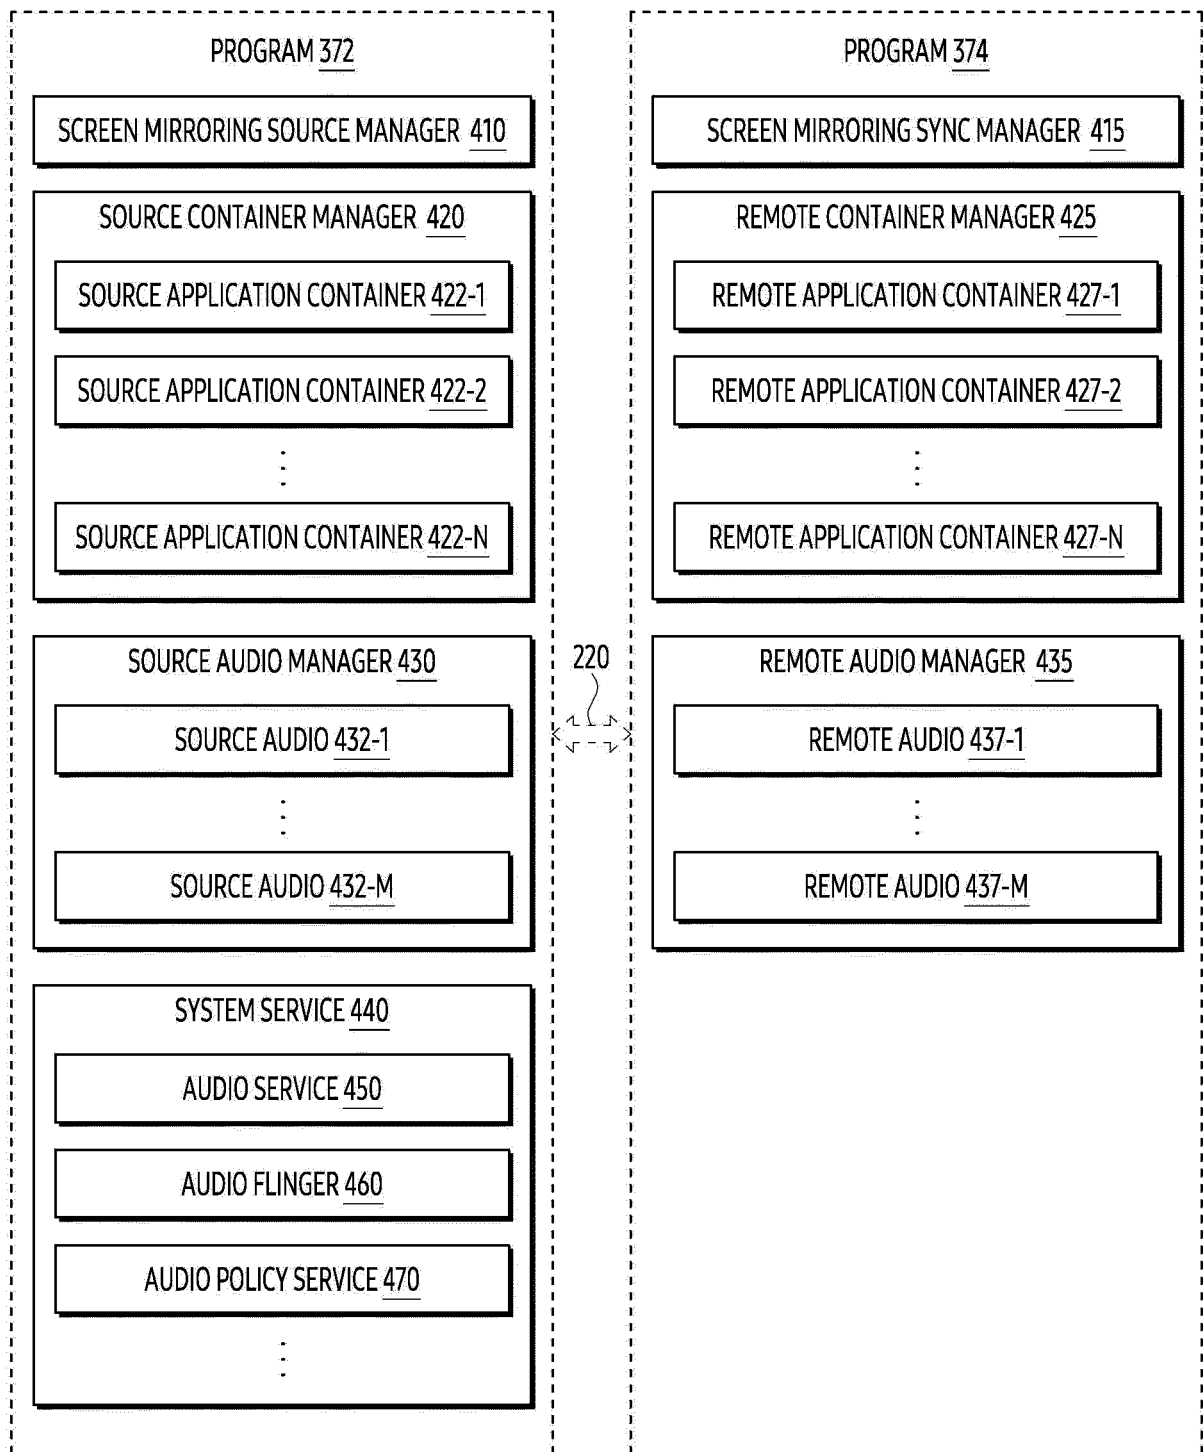 PROGRAM 372
SCREEN MIRRORING SOURCE MANAGER 410
SOURCE CONTAINER MANAGER 420
SOURCE APPLICATION CONTAINER 422-1
SOURCE APPLICATION CONTAINER 422-2
SOURCE APPLICATION CONTAINER 422-N
SOURCE AUDIO MANAGER 430
SOURCE AUDIO 432-1
SOURCE AUDIO 432-M
SYSTEM SERVICE 440
AUDIO SERVICE 450
AUDIO FLINGER 460
AUDIO POLICY SERVICE 470
220
PROGRAM 374
SCREEN MIRRORING SYNC MANAGER 415
REMOTE CONTAINER MANAGER 425
REMOTE APPLICATION CONTAINER 427-1
REMOTE APPLICATION CONTAINER 427-2
REMOTE APPLICATION CONTAINER 427-N
REMOTE AUDIO MANAGER 435
REMOTE AUDIO 437-1
REMOTE AUDIO 437-M